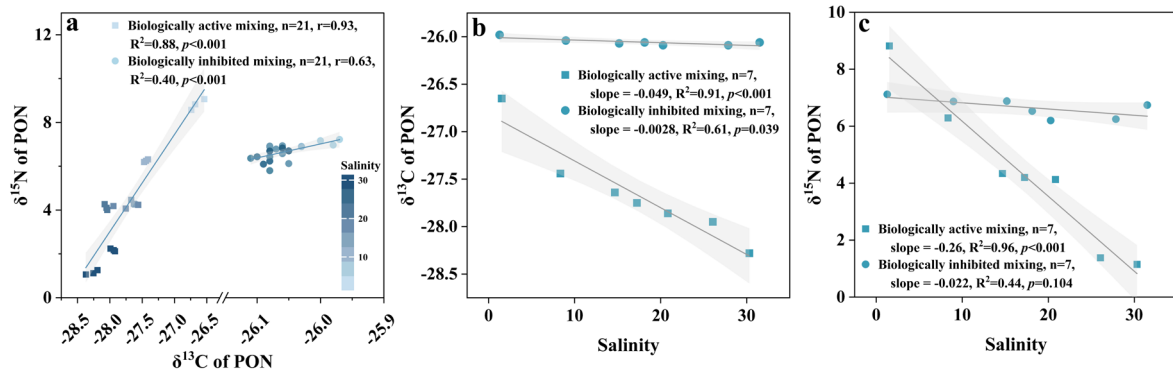 a
Biologically active mixing, n=21, r=0.93,
R²=0.88, p<0.001
Biologically inhibited mixing, n=21, r=0.63,
R²=0.40, p<0.001
12
9
6
3
0
δ¹⁵N of PON
Salinity
30
20
10
-28.5
-28.0
-27.5
-27.0
-26.5
-26.1
-26.0
-25.9
δ¹³C of PON
b
-26.0
-26.5
-27.0
-27.5
-28.0
-28.5
δ¹³C of PON
Biologically active mixing, n=7,
slope = -0.049, R²=0.91, p<0.001
Biologically inhibited mixing, n=7,
slope = -0.0028, R²=0.61, p=0.039
0
10
20
30
Salinity
c
10
8
6
4
2
0
δ¹⁵N of PON
Biologically active mixing, n=7,
slope = -0.26, R²=0.96, p<0.001
Biologically inhibited mixing, n=7,
slope = -0.022, R²=0.44, p=0.104
0
10
20
30
Salinity